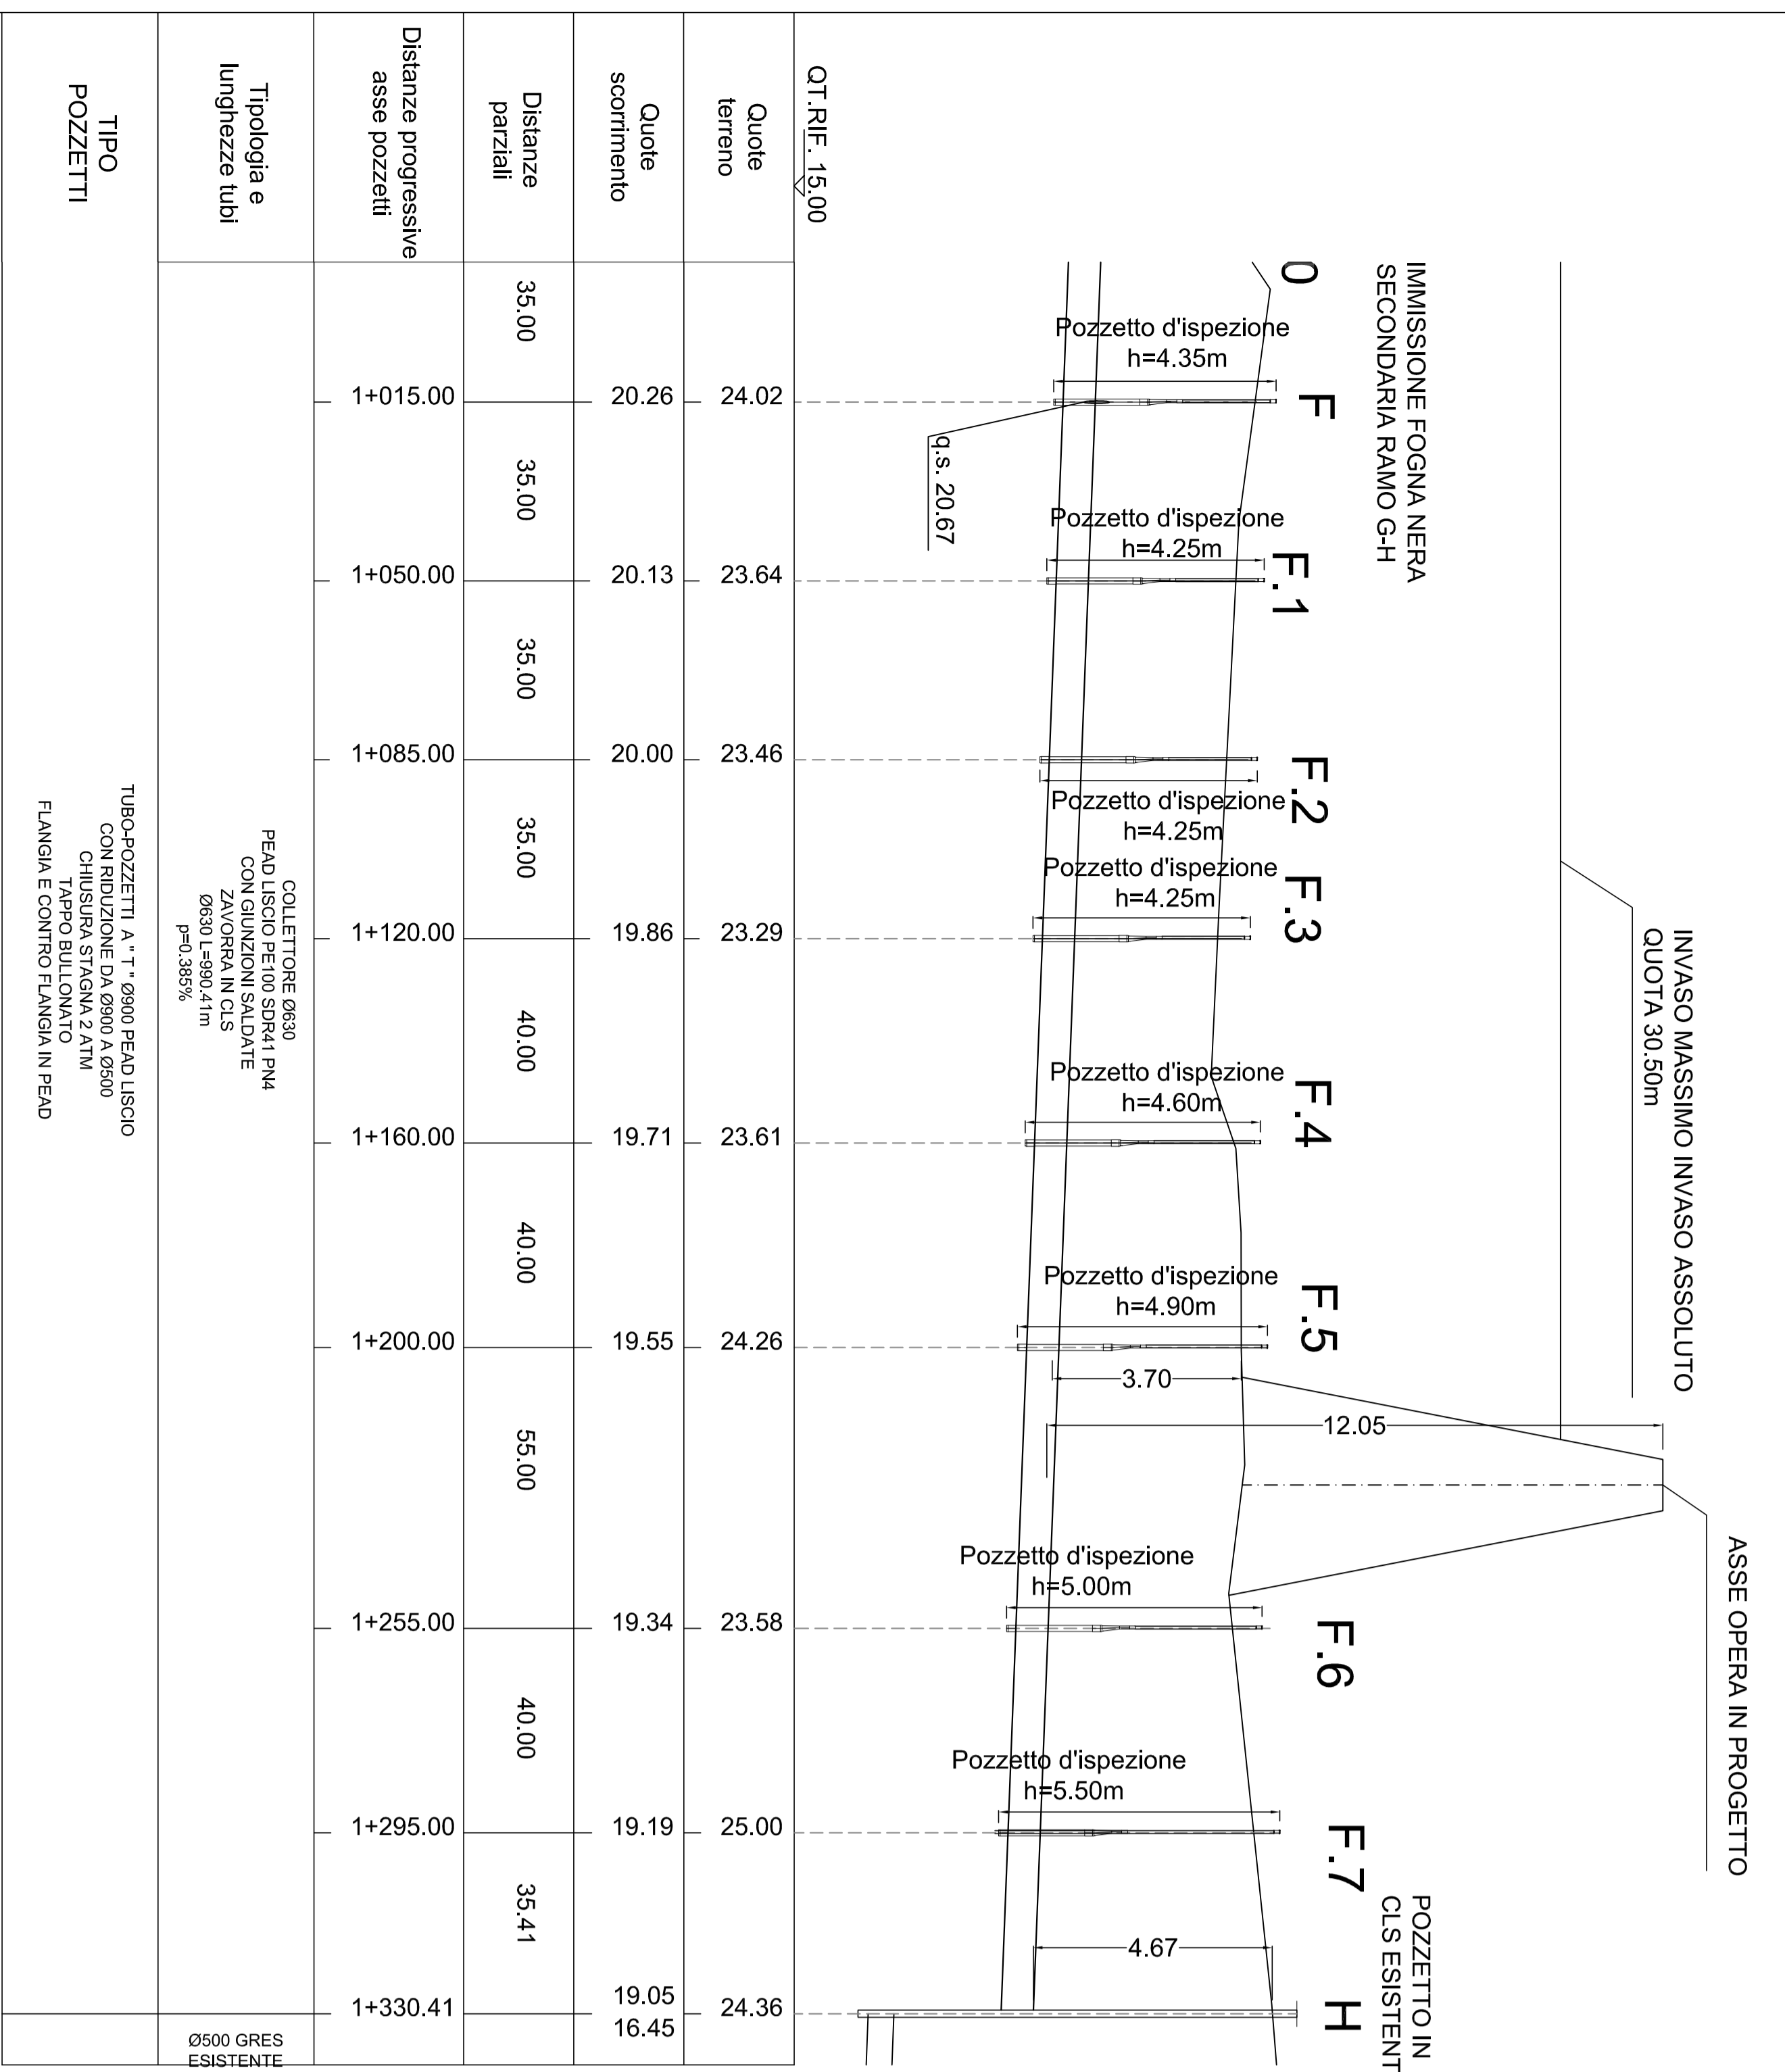 INVASO MASSIMO INVASO ASSOLUTO
QUOTA 30.50m
ASSE OPERA IN PROGETTO
IMMISSIONE FOGNA NERA
SECONDARIA RAMO G-H
POZZETTO IN
CLS ESISTENT
0
F
F.1
F.2
F.3
F.4
F.5
F.6
F.7
H
Pozzetto d'ispezione
h=4.35m
Pozzetto d'ispezione
h=4.25m
Pozzetto d'ispezione
h=4.25m
Pozzetto d'ispezione
h=4.25m
Pozzetto d'ispezione
h=4.60m
Pozzetto d'ispezione
h=4.90m
Pozzetto d'ispezione
h=5.00m
Pozzetto d'ispezione
h=5.50m
3.70
12.05
4.67
q.s. 20.67
QT.RIF. 15.00
Quote
terreno
24.02
23.64
23.46
23.29
23.61
24.26
23.58
25.00
24.36
Quote
scorrimento
20.26
20.13
20.00
19.86
19.71
19.55
19.34
19.19
19.05
16.45
Distanze
parziali
35.00
35.00
35.00
35.00
40.00
40.00
55.00
40.00
35.41
Distanze progressive
asse pozzetti
1+015.00
1+050.00
1+085.00
1+120.00
1+160.00
1+200.00
1+255.00
1+295.00
1+330.41
Tipologia e
lunghezze tubi
COLLETTORE Ø630
PEAD LISCIO PE100 SDR41 PN4
CON GIUNZIONI SALDATE
ZAVORRA IN CLS
Ø630 L=990.41m
p=0.385%
Ø500 GRES
ESISTENTE
TIPO
POZZETTI
TUBO-POZZETTI A " T " Ø900 PEAD LISCIO
CON RIDUZIONE DA Ø900 A Ø500
CHIUSURA STAGNA 2 ATM
TAPPO BULLONATO
FLANGIA E CONTRO FLANGIA IN PEAD